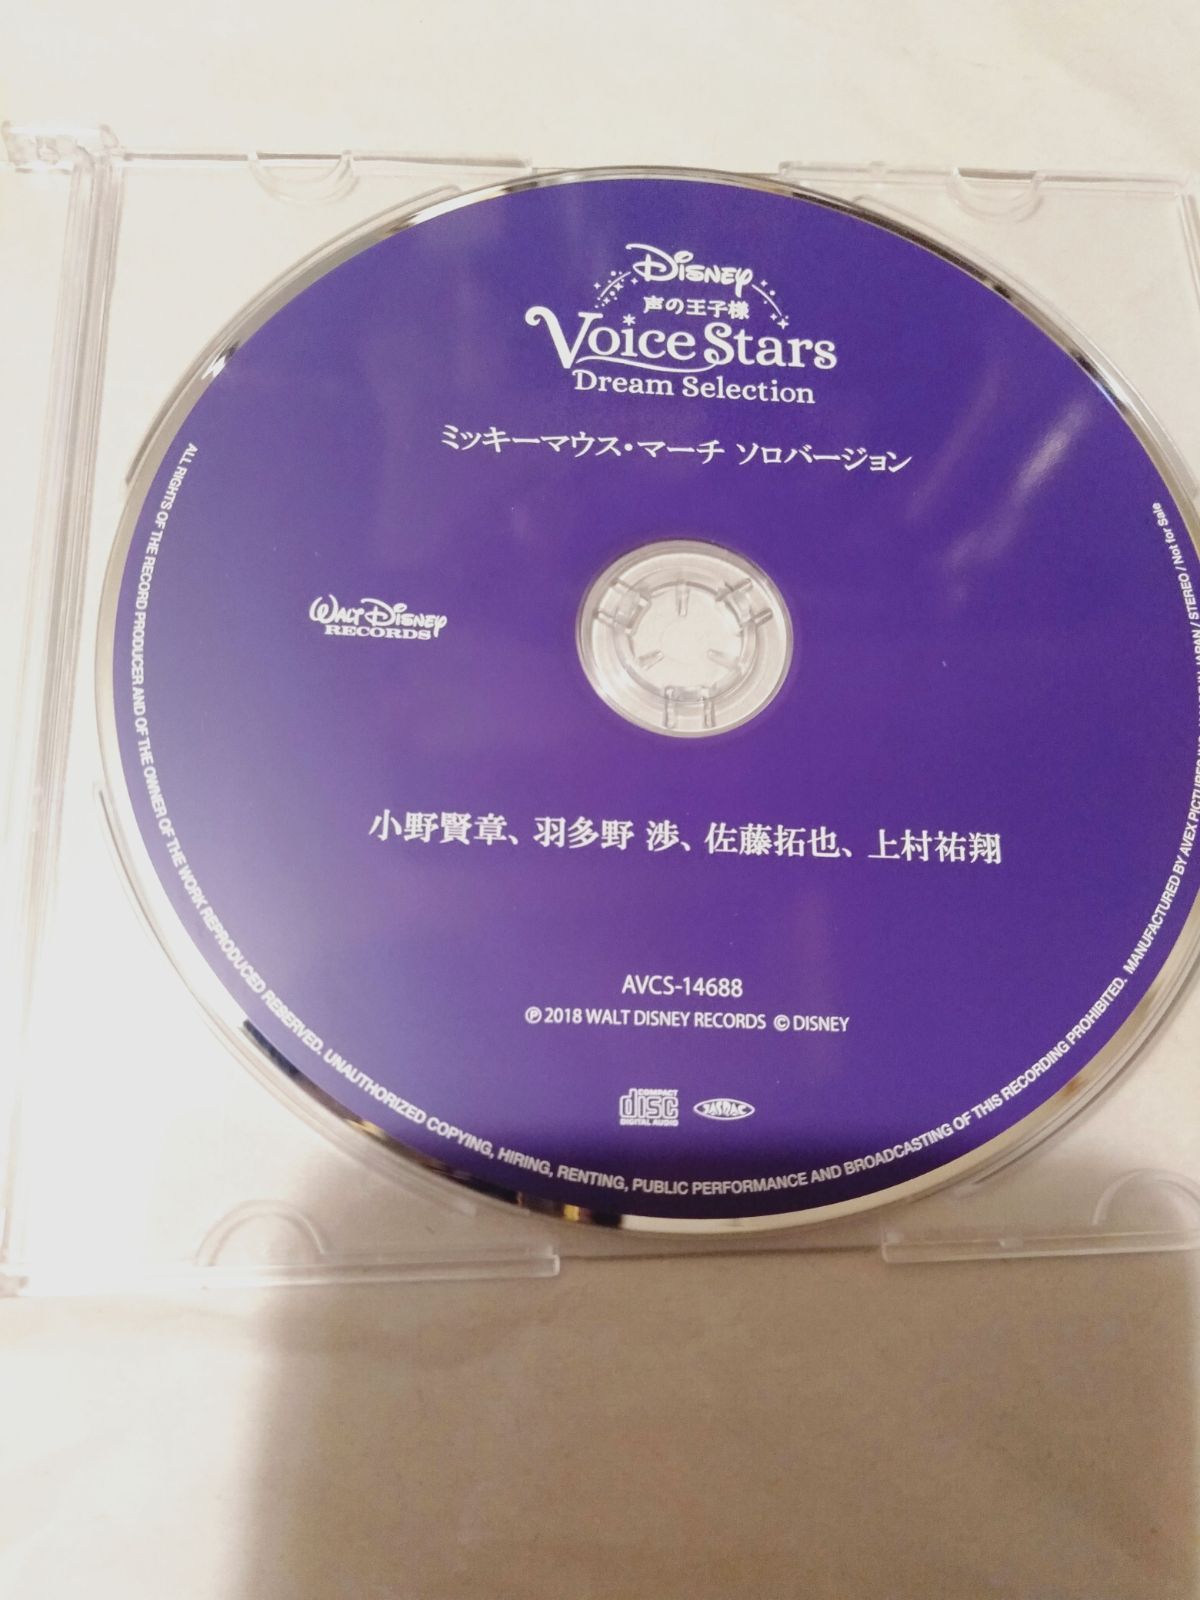 Disney
声の王子様
Voice Stars
Dream Selection
ミッキーマウス・マーチ ソロバージョン
WALT DISNEY
RECORDS
小野賢章、羽多野 渉、佐藤拓也、上村祐翔
AVCS-14688
℗ 2018 WALT DISNEY RECORDS © DISNEY
COMPACT
disc
DIGITAL AUDIO
JASRAC
ALL RIGHTS OF THE RECORD PRODUCER AND OF THE OWNER OF THE WORK REPRODUCED RESERVED. UNAUTHORIZED COPYING, HIRING, RENTING, PUBLIC PERFORMANCE AND BROADCASTING OF THIS RECORDING PROHIBITED. MANUFACTURED BY AVEX PICTURES JAPAN / STEREO / Not for Sale